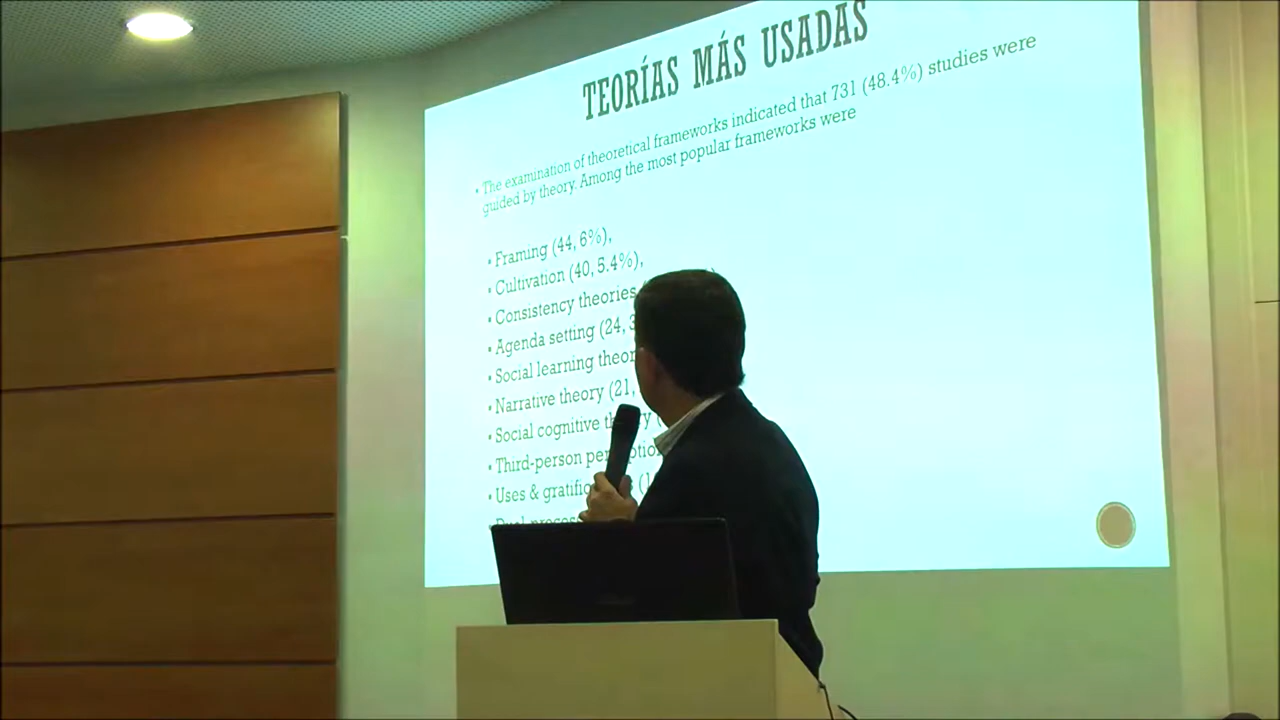 TEORÍAS MÁS USADAS
• The examination of theoretical frameworks indicated that 731 (48.4%) studies were
guided by theory. Among the most popular frameworks were
• Framing (44, 6%),
• Cultivation (40, 5.4%),
• Consistency theories
• Agenda setting (24,
• Social learning
• Narrative theory (21,
• Social cognitive
• Third-person
• Uses &